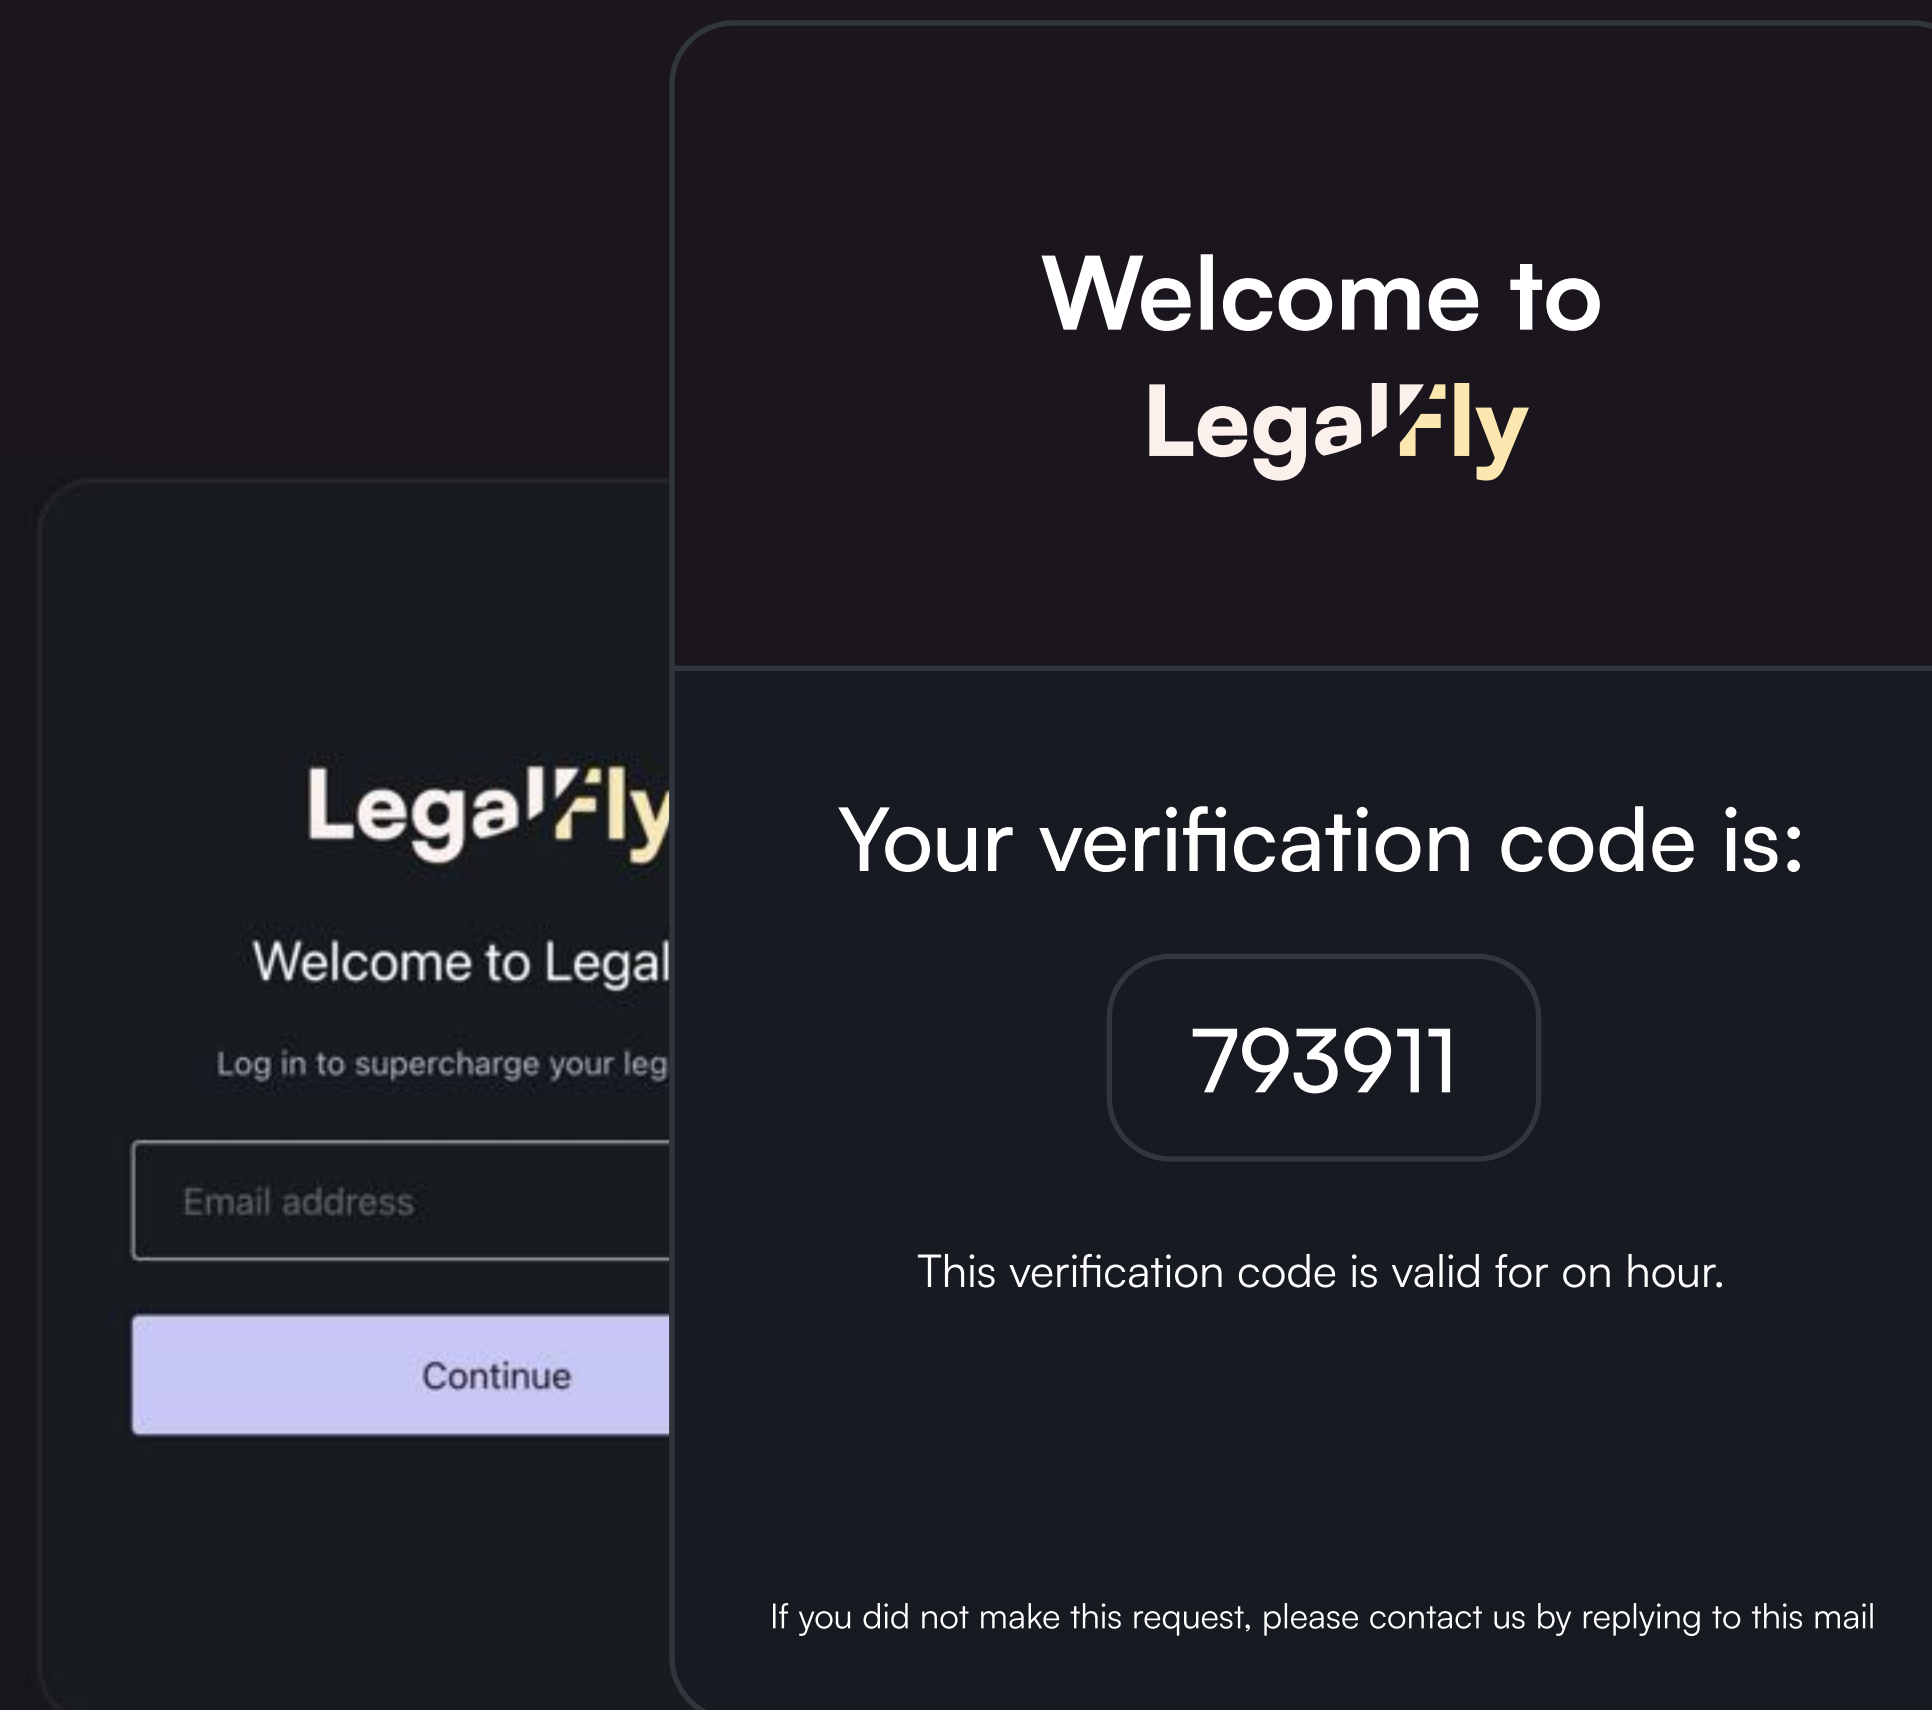 Welcome to
LegalFly
Your verification code is:
793911
This verification code is valid for on hour.
If you did not make this request, please contact us by replying to this mail
LegalFly
Welcome to Legal
Log in to supercharge your leg
Email address
Continue